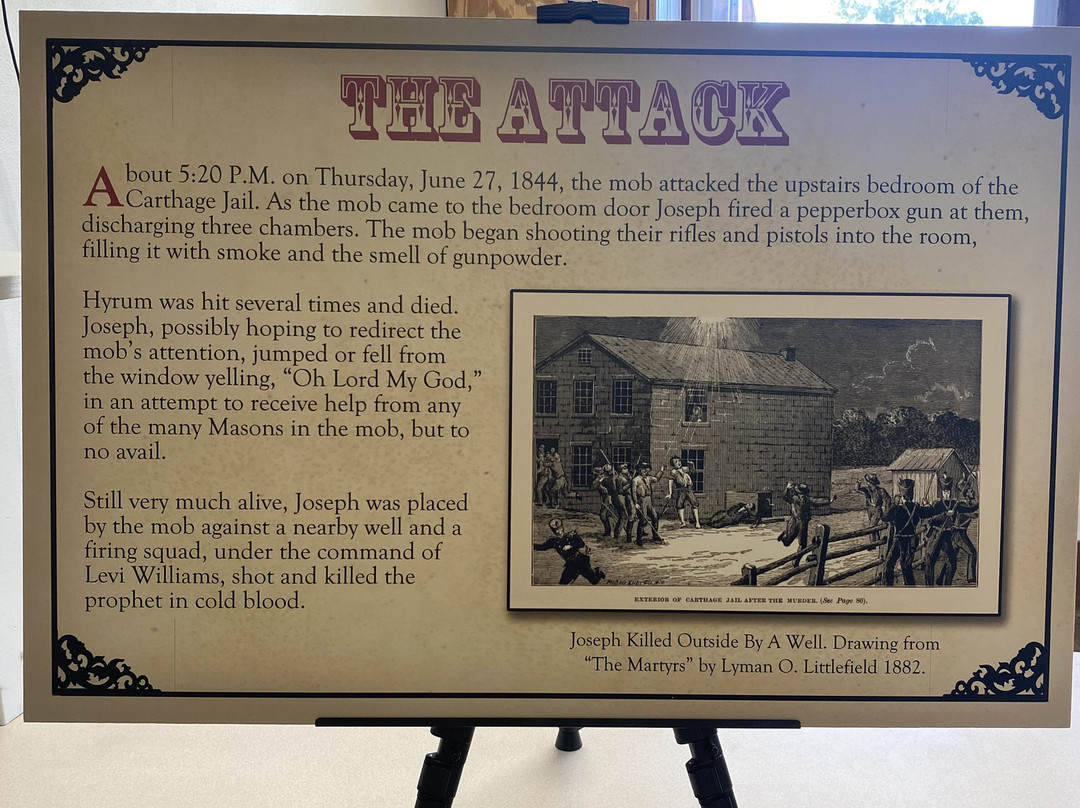 THE ATTACK
About 5:20 P.M. on Thursday, June 27, 1844, the mob attacked the upstairs bedroom of the
Carthage Jail. As the mob came to the bedroom door Joseph fired a pepperbox gun at them,
discharging three chambers. The mob began shooting their rifles and pistols into the room,
filling it with smoke and the smell of gunpowder.
Hyrum was hit several times and died.
Joseph, possibly hoping to redirect the
mob's attention, jumped or fell from
the window yelling, “Oh Lord My God,”
in an attempt to receive help from any
of the many Masons in the mob, but to
no avail.
Still very much alive, Joseph was placed
by the mob against a nearby well and a
firing squad, under the command of
Levi Williams, shot and killed the
prophet in cold blood.
EXTERIOR OF CARTHAGE JAIL AFTER THE MURDER. (See Page 80).
Joseph Killed Outside By A Well. Drawing from
“The Martyrs” by Lyman O. Littlefield 1882.